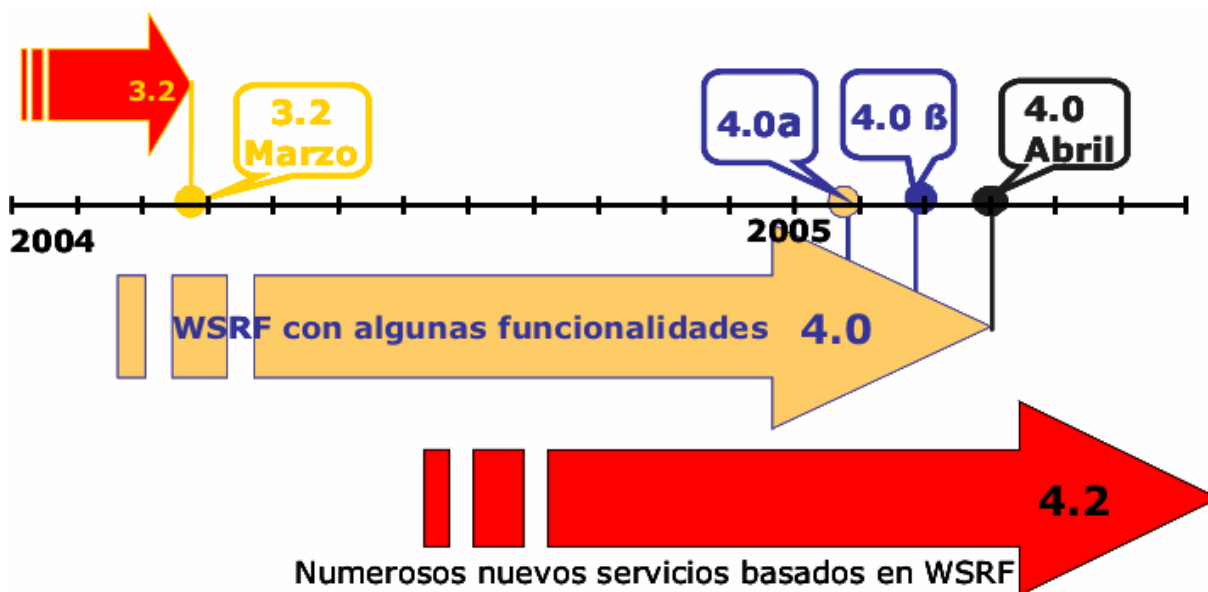 3.2
3.2
Marzo
4.0a
4.0 ß
4.0
Abril
2004
2005
WSRF con algunas funcionalidades 4.0
4.2
Numerosos nuevos servicios basados en WSRF